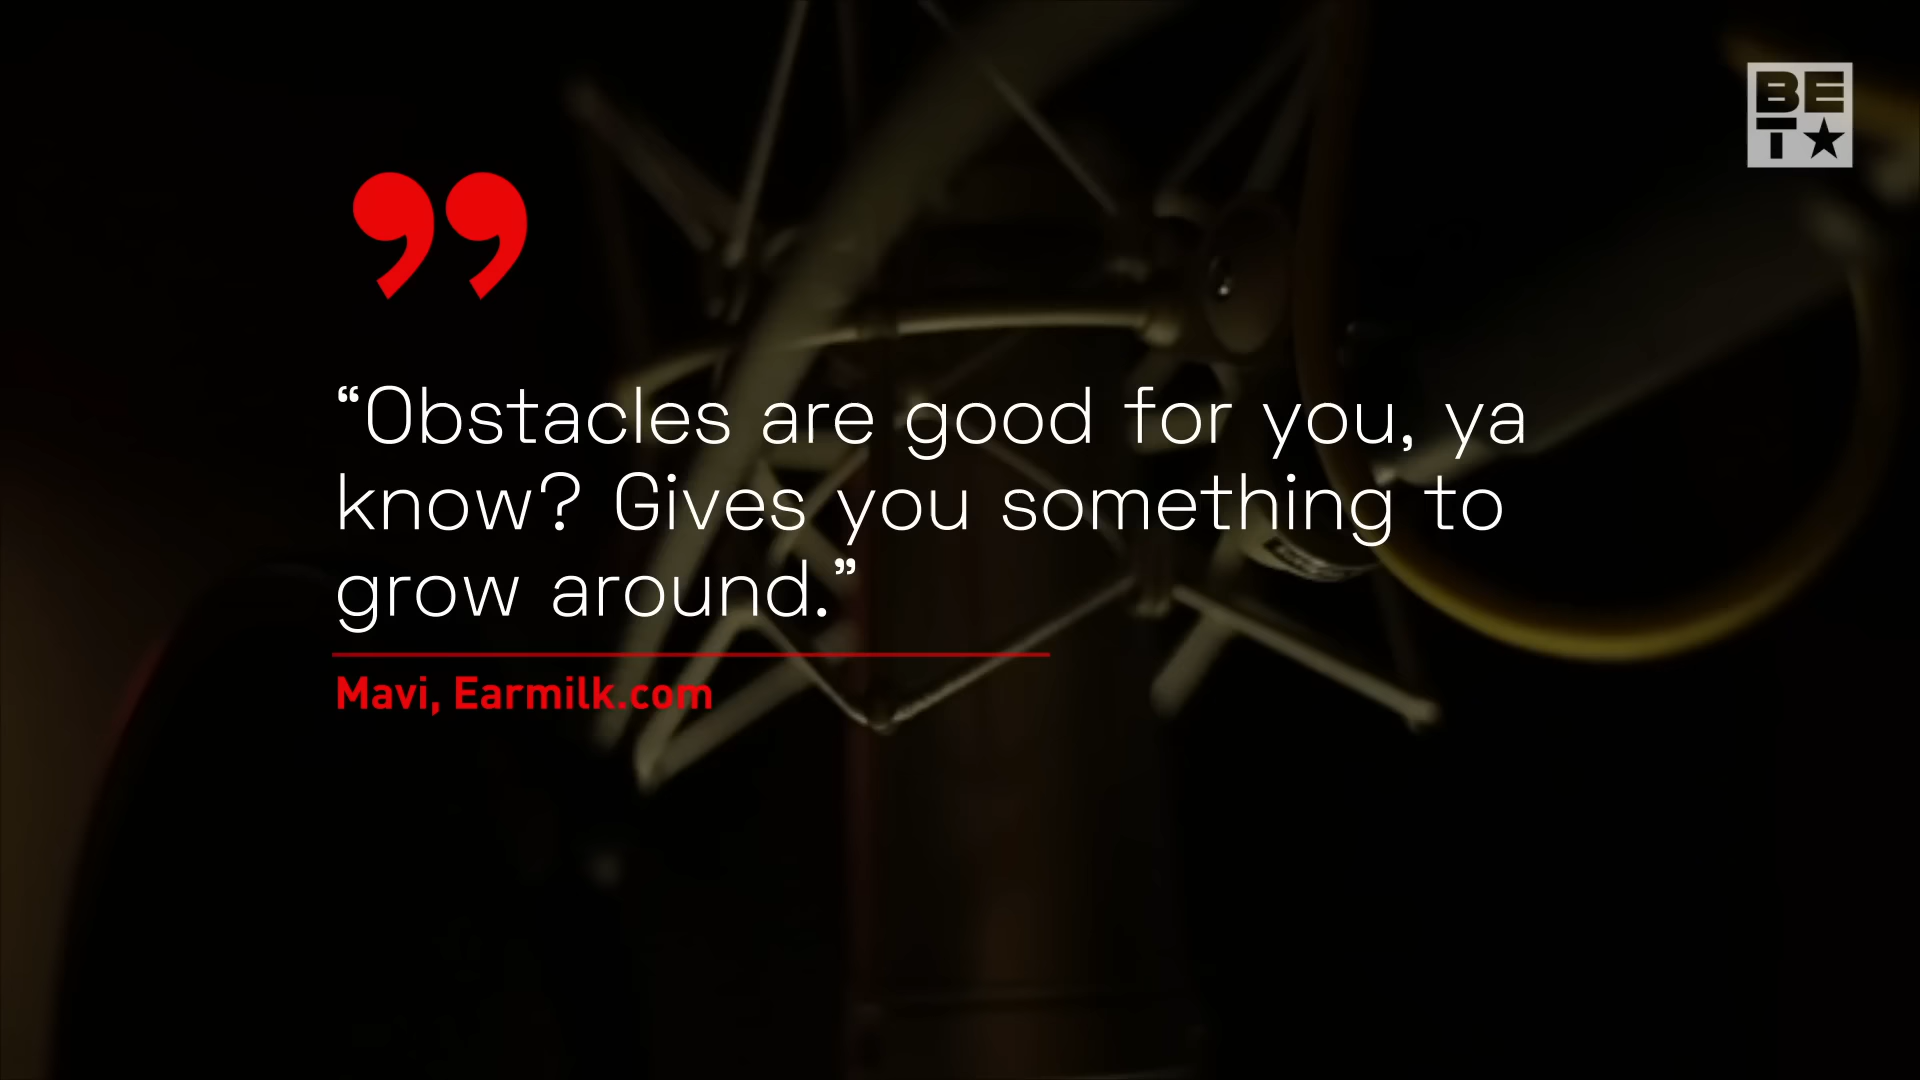 BE
T★
”
“Obstacles are good for you, ya
know? Gives you something to
grow around.”
Mavi, Earmilk.com